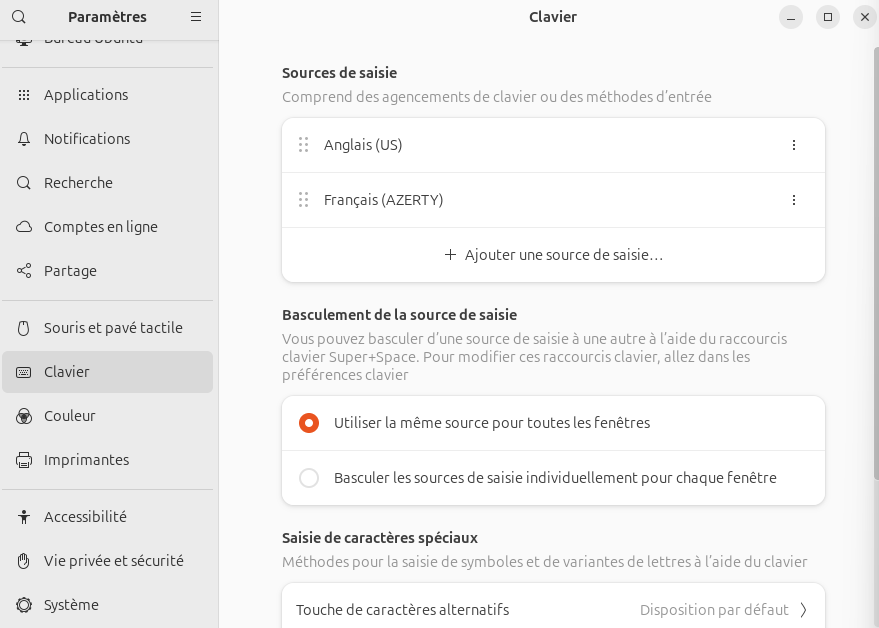 Paramètres
Clavier
Bureau Ubuntu
Applications
Notifications
Recherche
Comptes en ligne
Partage
Souris et pavé tactile
Clavier
Couleur
Imprimantes
Accessibilité
Vie privée et sécurité
Système
Sources de saisie
Comprend des agencements de clavier ou des méthodes d’entrée
Anglais (US)
Français (AZERTY)
Ajouter une source de saisie…
Basculement de la source de saisie
Vous pouvez basculer d’une source de saisie à une autre à l’aide du raccourcis
clavier Super+Space. Pour modifier ces raccourcis clavier, allez dans les
préférences clavier
Utiliser la même source pour toutes les fenêtres
Basculer les sources de saisie individuellement pour chaque fenêtre
Saisie de caractères spéciaux
Méthodes pour la saisie de symboles et de variantes de lettres à l’aide du clavier
Touche de caractères alternatifs
Disposition par défaut